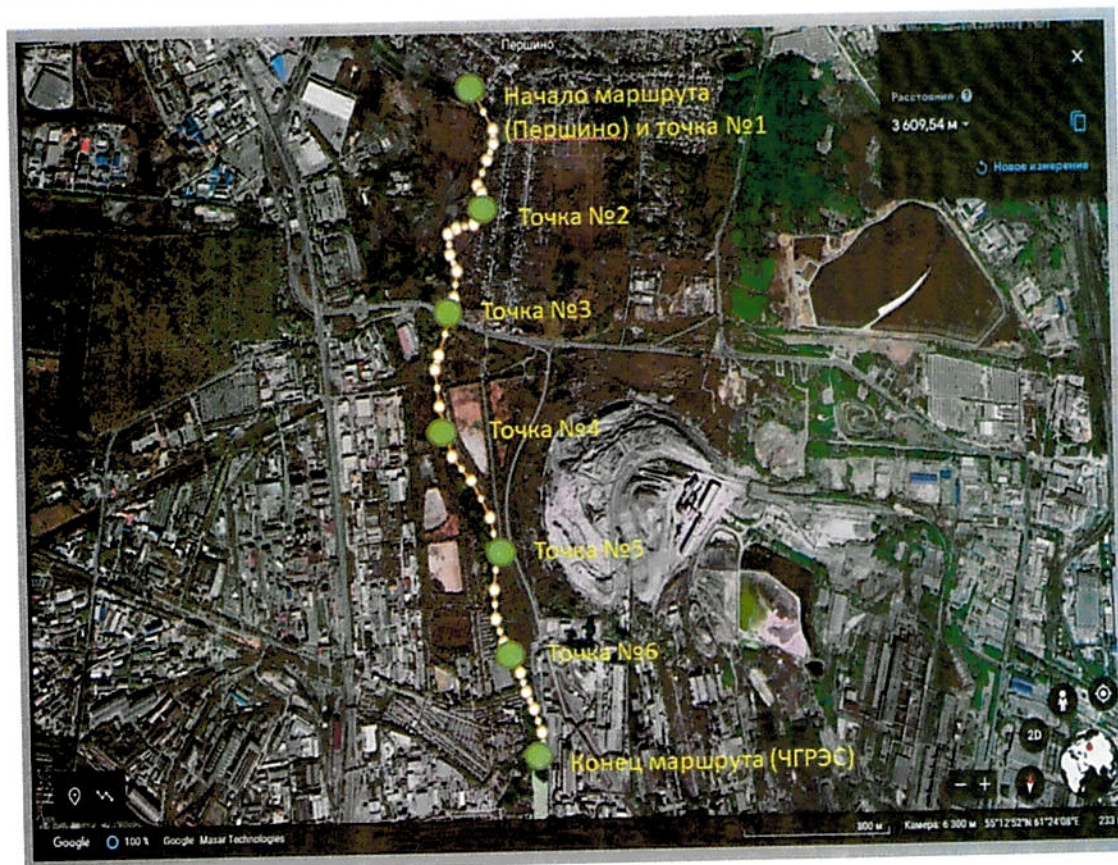 Першино
Начало маршрута
(Першино) и точка №1
Расстояние
3 609,54 м
Новое измерение
Точка №2
Точка №3
Точка №4
Точка №5
Точка №6
Конец маршрута (ЧГРЭС)
2D
Google 100 % Google Maxar Technologies
800 м Камера: 6 300 м 55°12'52"N 61°24'08"E 233